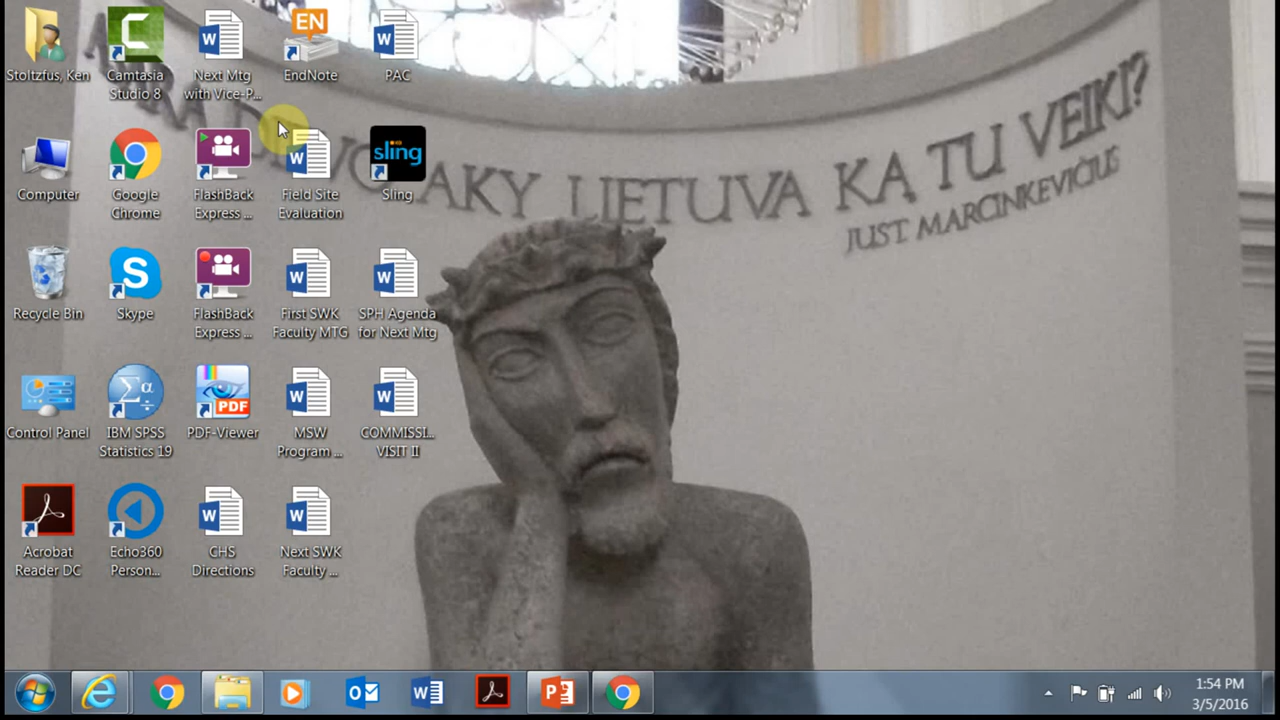 Stoltzfus, Ken
Camtasia
Studio 8
Next Mtg
with Vice-P...
EN
EndNote
PAC
Computer
Google
Chrome
FlashBack
Express ...
Field Site
Evaluation
sling
Sling
Recycle Bin
Skype
FlashBack
Express ...
First SWK
Faculty MTG
SPH Agenda
for Next Mtg
Control Panel
IBM SPSS
Statistics 19
PDF
PDF-Viewer
MSW
Program ...
COMMISSI...
VISIT II
Acrobat
Reader DC
Echo360
Person...
CHS
Directions
Next SWK
Faculty ...
LIETUVA KĄ TU VEIKI?
JUST MARCINKEVIČIUS
1:54 PM
3/5/2016